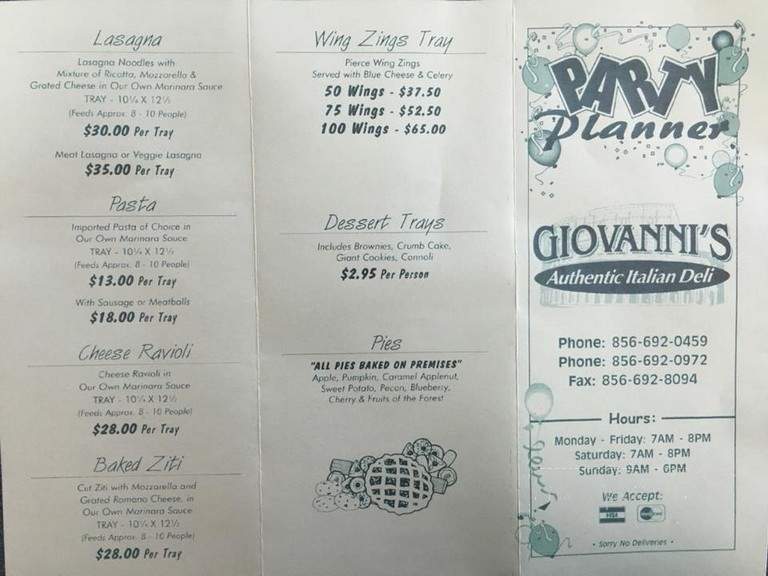 Lasagna
Lasagna Noodles with
Mixture of Ricotta, Mozzarella &
Grated Cheese in Our Own Marinara Sauce
TRAY - 10¼ X 12½
(Feeds Approx. 8 - 10 People)
$30.00 Per Tray
Meat Lasagna or Veggie Lasagna
$35.00 Per Tray
Pasta
Imported Pasta of Choice in
Our Own Marinara Sauce
TRAY - 10¼ X 12½
(Feeds Approx. 8 - 10 People)
$13.00 Per Tray
With Sausage or Meatballs
$18.00 Per Tray
Cheese Ravioli
Cheese Ravioli in
Our Own Marinara Sauce
TRAY - 10¼ X 12½
(Feeds Approx. 8 - 10 People)
$28.00 Per Tray
Baked Ziti
Cut Ziti with Mozzarella and
Grated Romano Cheese, in
Our Own Marinara Sauce
TRAY - 10¼ X 12½
(Feeds Approx. 8 - 10 People)
$28.00 Per Tray
Wing Zings Tray
Pierce Wing Zings
Served with Blue Cheese & Celery
50 Wings - $37.50
75 Wings - $52.50
100 Wings - $65.00
Dessert Trays
Includes Brownies, Crumb Cake,
Giant Cookies, Cannoli
$2.95 Per Person
Pies
"ALL PIES BAKED ON PREMISES"
Apple, Pumpkin, Caramel Applenut,
Sweet Potato, Pecan, Blueberry,
Cherry & Fruits of the Forest
PARTY
Planner
GIOVANNI'S
Authentic Italian Deli
Phone: 856-692-0459
Phone: 856-692-0972
Fax: 856-692-8094
Hours:
Monday - Friday: 7AM - 8PM
Saturday: 7AM - 8PM
Sunday: 9AM - 6PM
We Accept:
VISA
• Sorry No Deliveries •